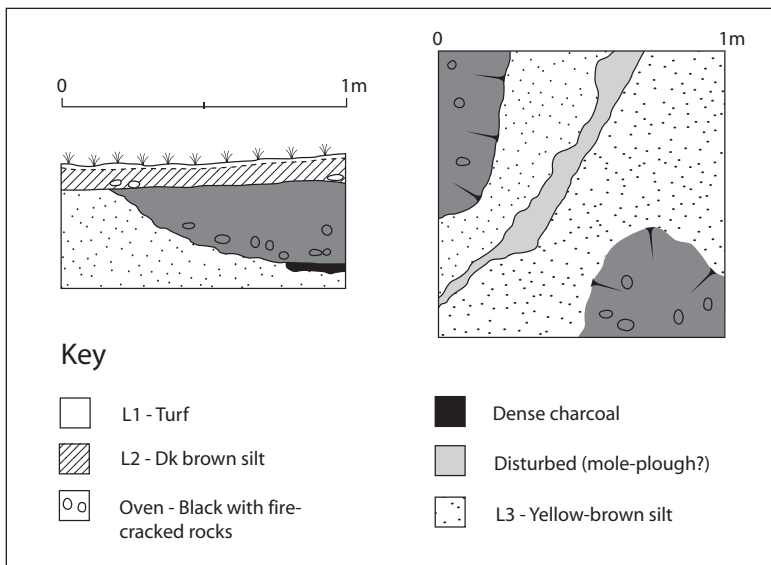 0 1m
0 1m
Key
L1 - Turf
L2 - Dk brown silt
Oven - Black with fire-
cracked rocks
Dense charcoal
Disturbed (mole-plough?)
L3 - Yellow-brown silt